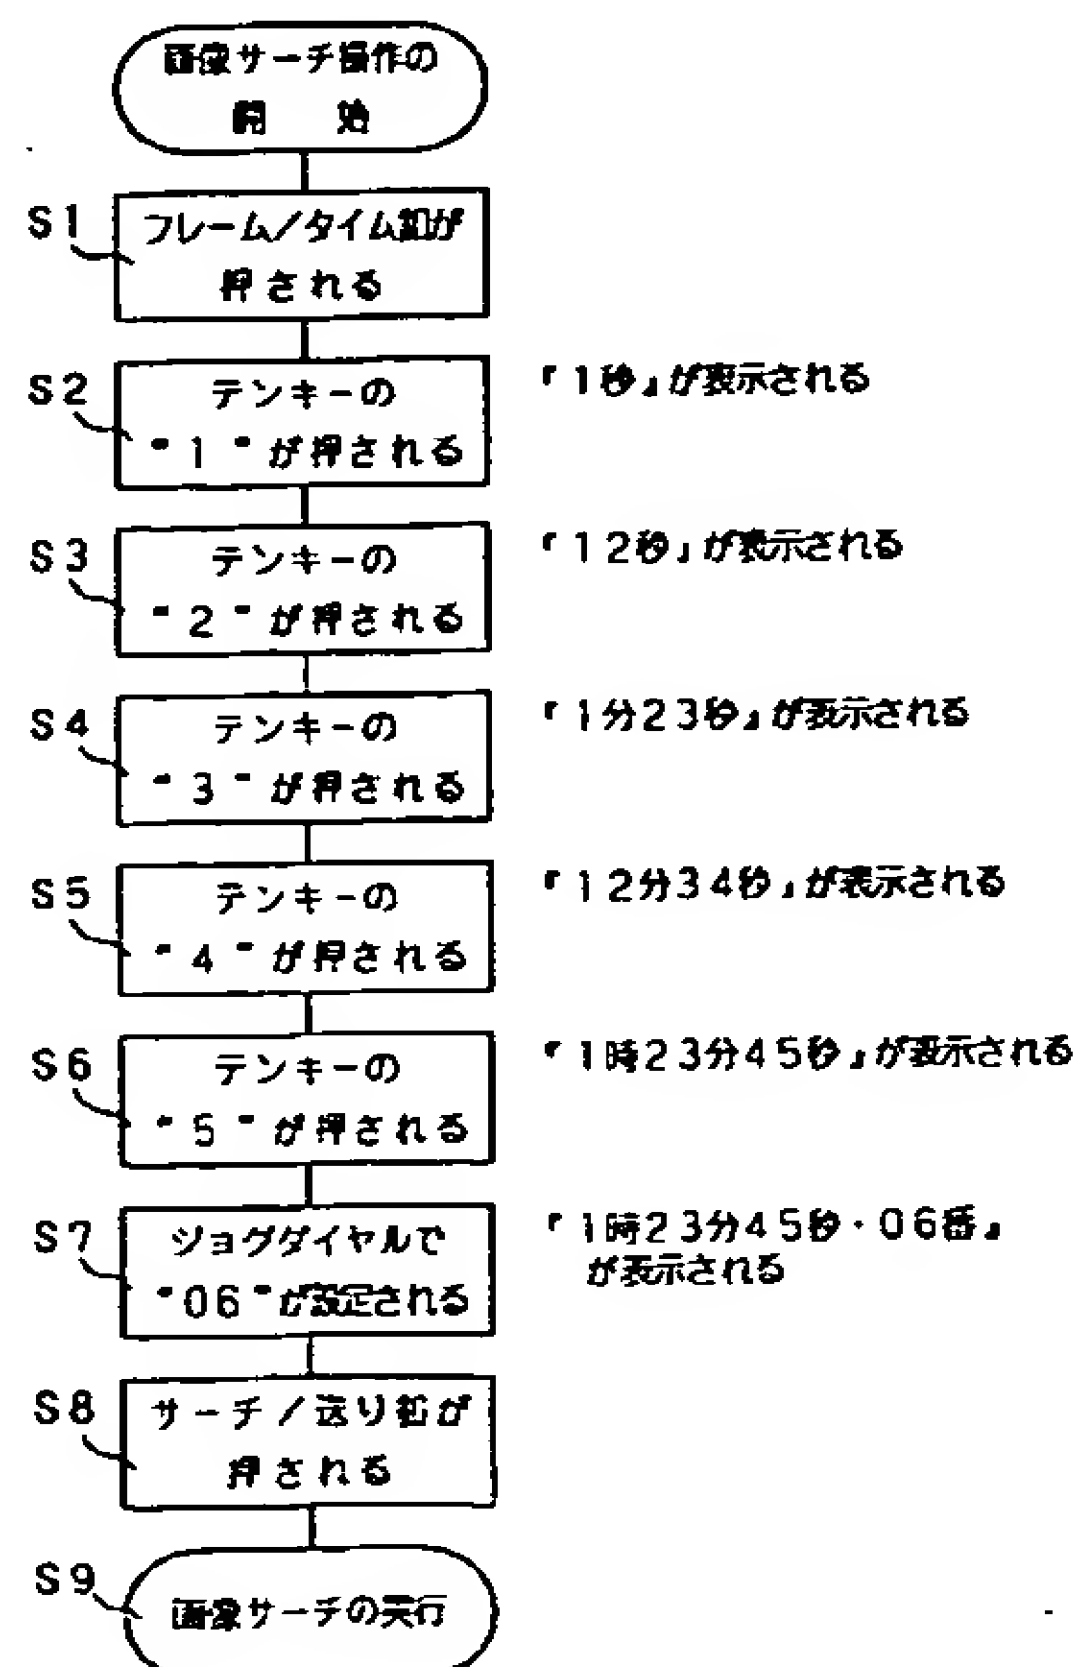 画像サーチ操作の
開 始
S1
フレーム/タイム釦が
押される
S2
テンキーの
"1"が押される
『1秒』が表示される
S3
テンキーの
"2"が押される
『12秒』が表示される
S4
テンキーの
"3"が押される
『1分23秒』が表示される
S5
テンキーの
"4"が押される
『12分34秒』が表示される
S6
テンキーの
"5"が押される
『1時23分45秒』が表示される
S7
ジョグダイヤルで
"06"が設定される
『1時23分45秒・06番』
が表示される
S8
サーチ/送り釦が
押される
S9
画像サーチの実行